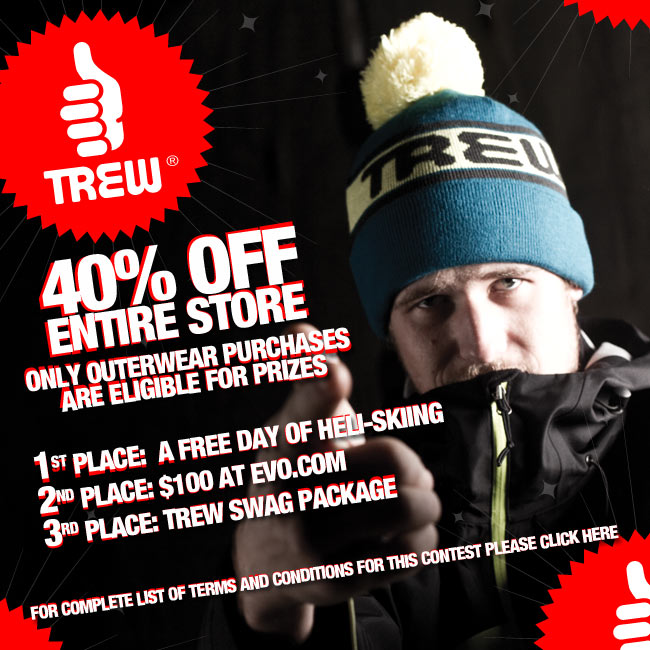 TREW®
TREW
40% OFF
ENTIRE STORE
ONLY OUTERWEAR PURCHASES
ARE ELIGIBLE FOR PRIZES
1ST PLACE: A FREE DAY OF HELI-SKIING
2ND PLACE: $100 AT EVO.COM
3RD PLACE: TREW SWAG PACKAGE
FOR COMPLETE LIST OF TERMS AND CONDITIONS FOR THIS CONTEST PLEASE CLICK HERE